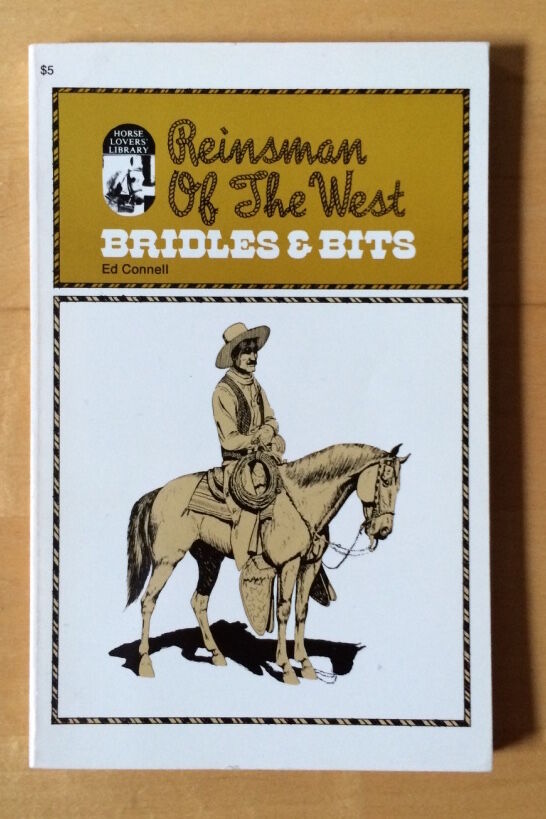 $5
HORSE
LOVERS'
LIBRARY
Reinsman
Of The West
BRIDLES & BITS
Ed Connell